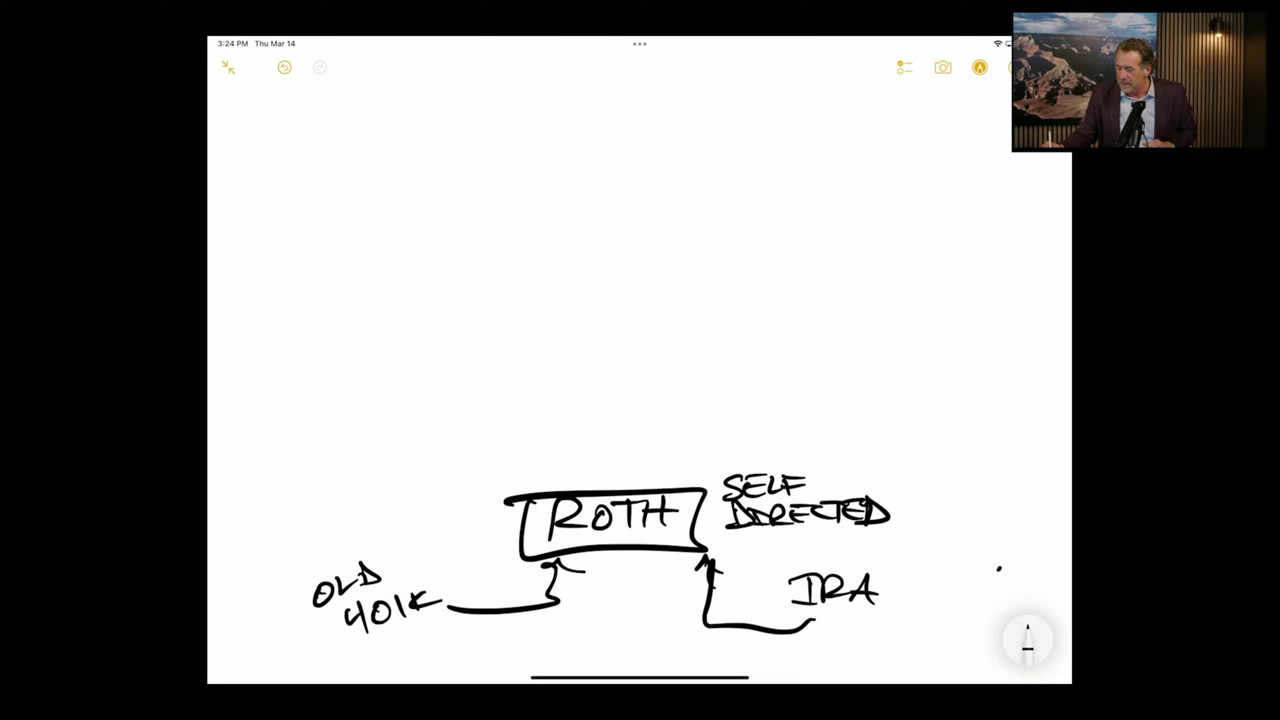 3:24 PM Thu Mar 14
ROTH
SELF
DIRECTED
OLD
401K
IRA